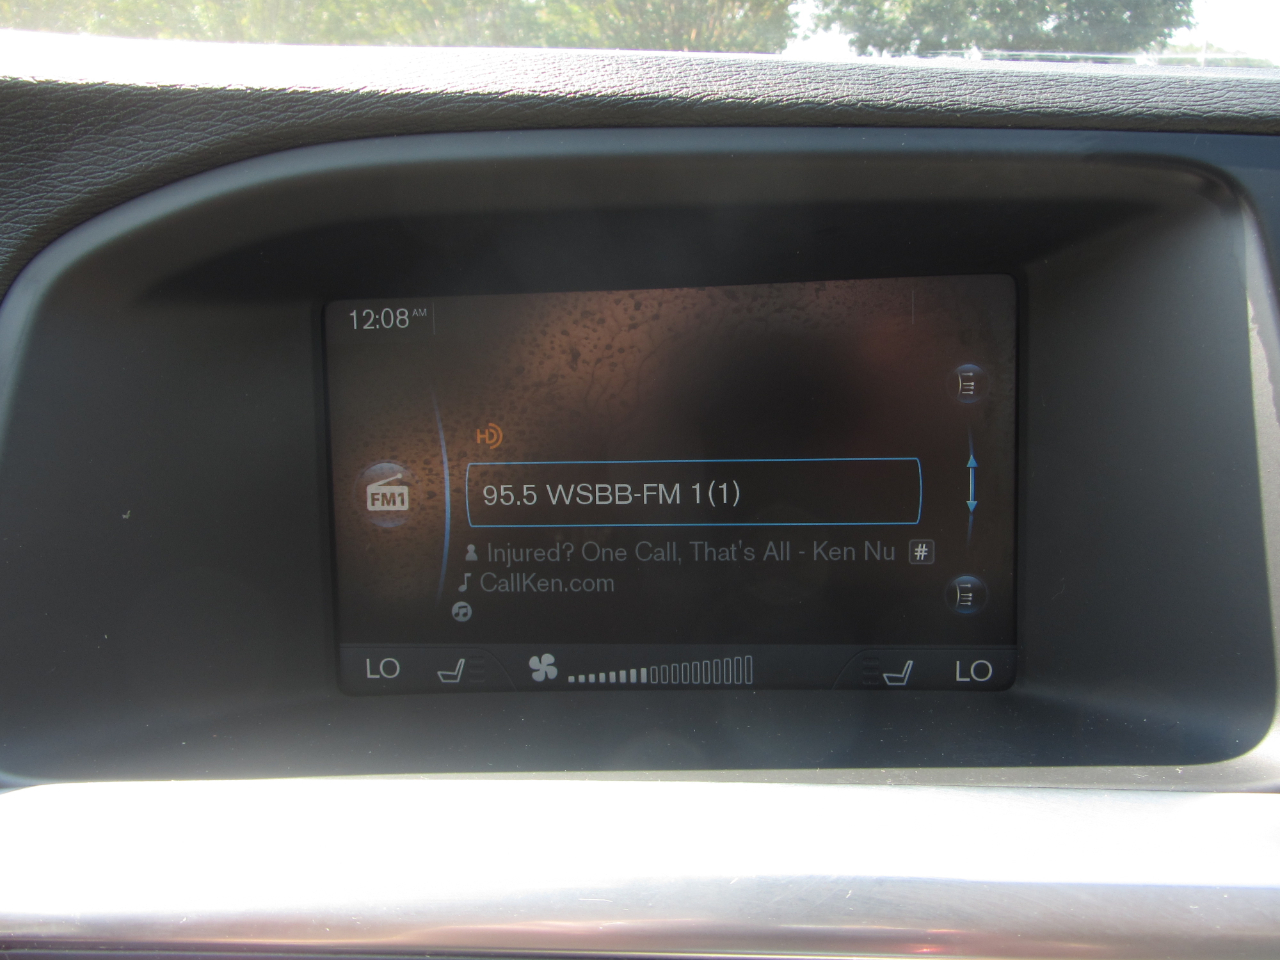 12:08 AM
HD
95.5 WSBB-FM 1(1)
FM1
Injured? One Call, That's All - Ken Nu #
CallKen.com
LO LO